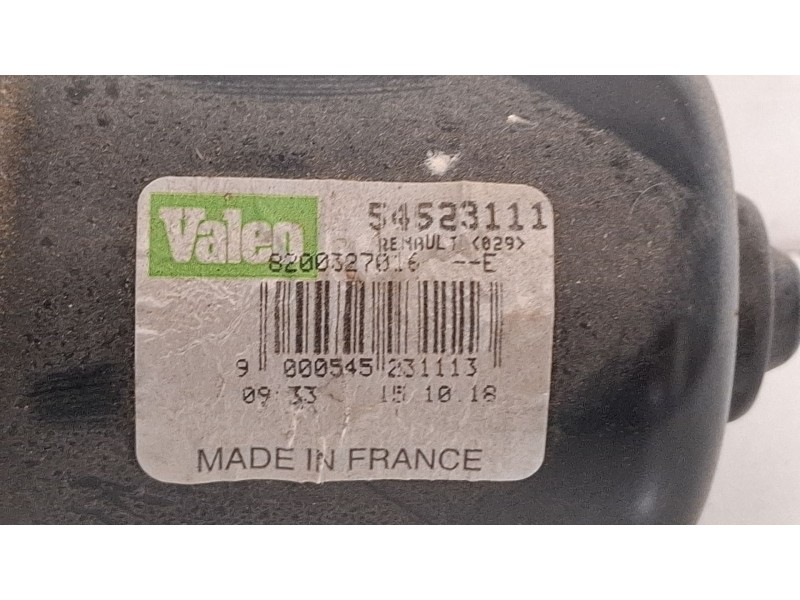 Valeo
54523111
RENAULT <029>
8200327016 --E
9 000545 231113
09 33 15 10.18
MADE IN FRANCE